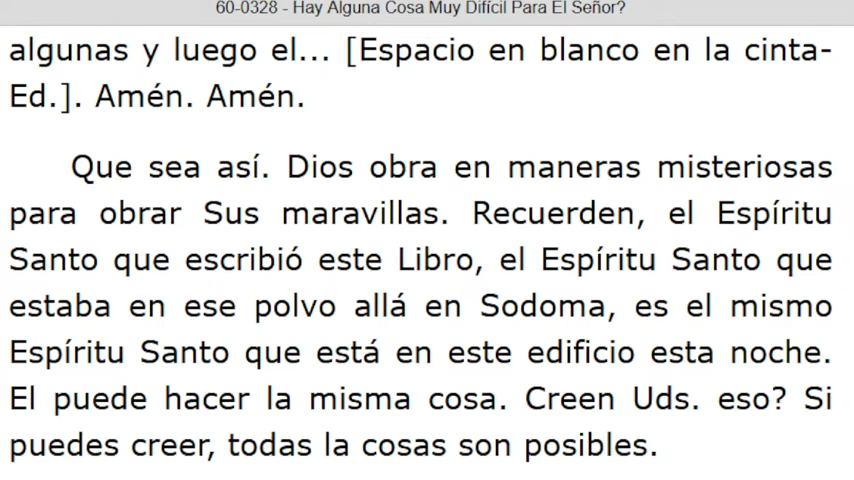 60-0328 - Hay Alguna Cosa Muy Difícil Para El Señor?
algunas y luego el... [Espacio en blanco en la cinta-
Ed.]. Amén. Amén.
Que sea así. Dios obra en maneras misteriosas
para obrar Sus maravillas. Recuerden, el Espíritu
Santo que escribió este Libro, el Espíritu Santo que
estaba en ese polvo allá en Sodoma, es el mismo
Espíritu Santo que está en este edificio esta noche.
El puede hacer la misma cosa. Creen Uds. eso? Si
puedes creer, todas la cosas son posibles.